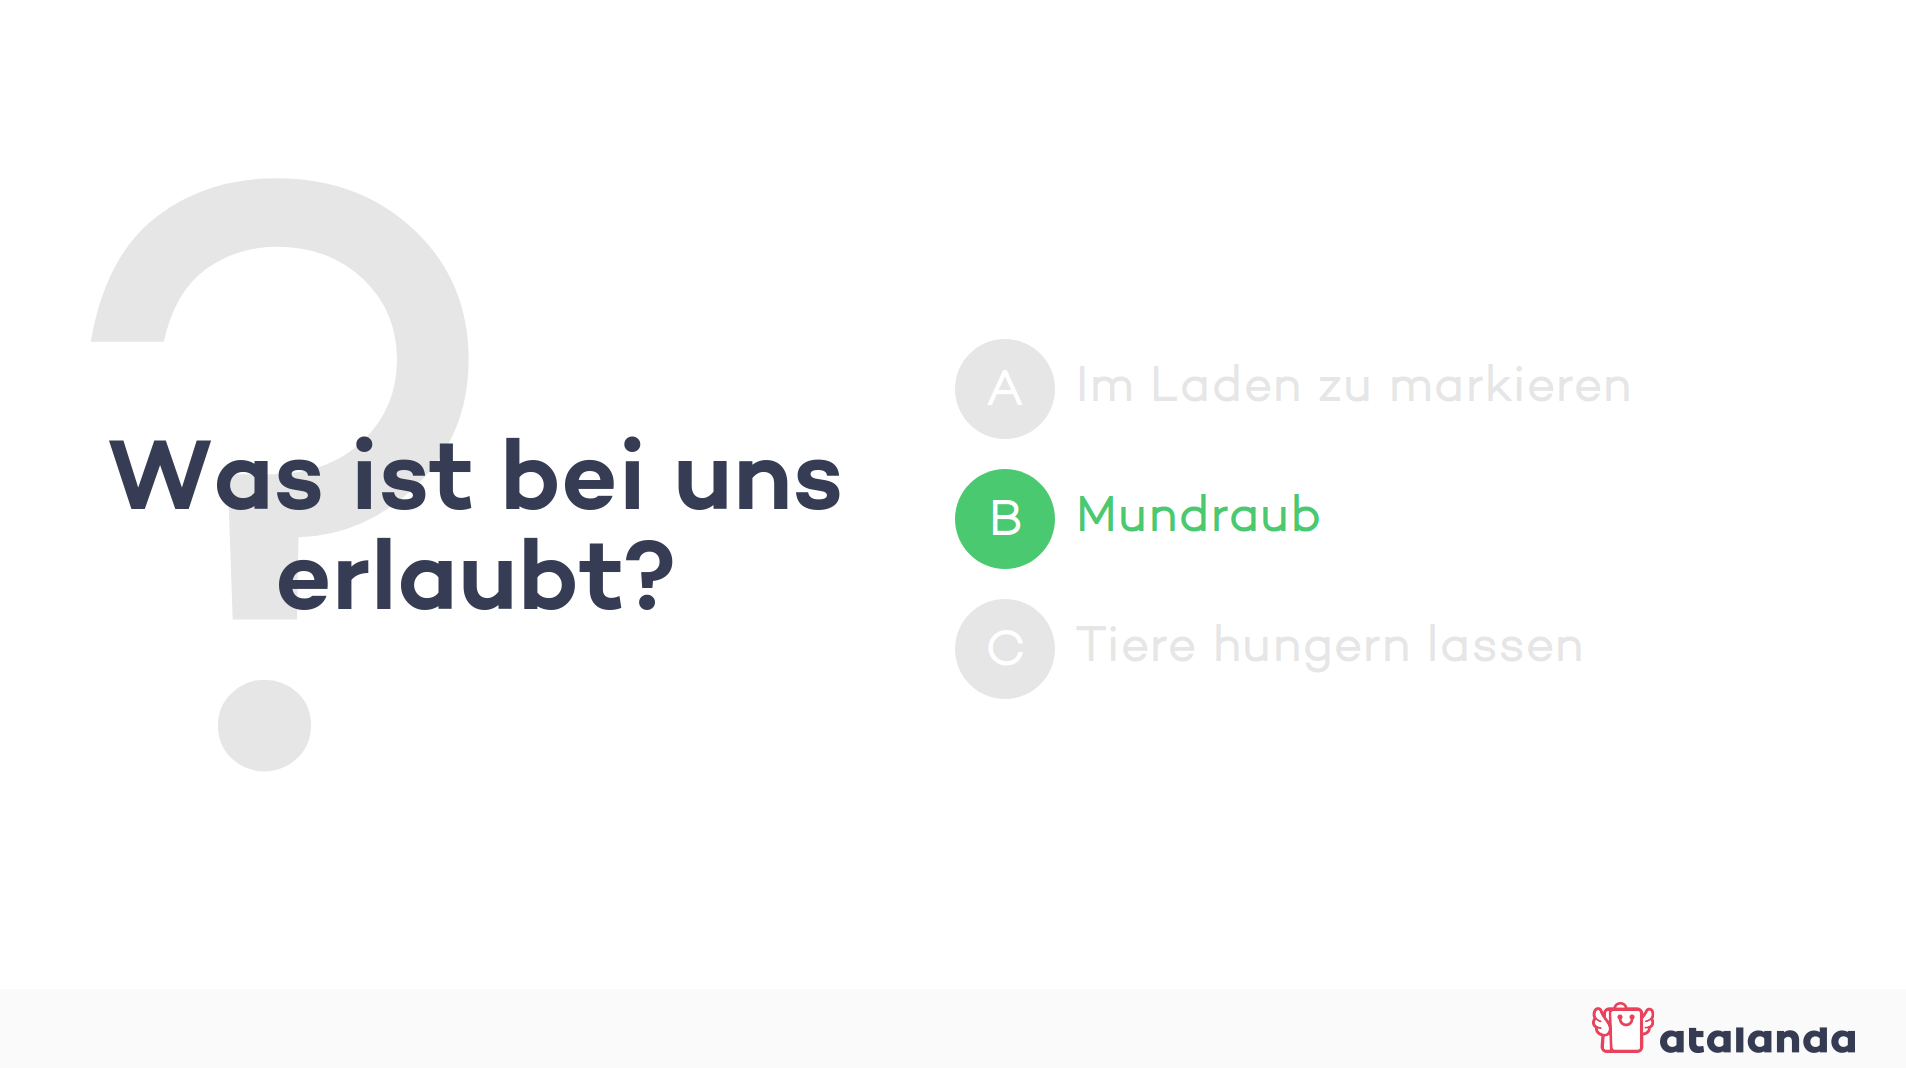 Was ist bei uns
erlaubt?
A Im Laden zu markieren
B Mundraub
C Tiere hungern lassen
atalanda